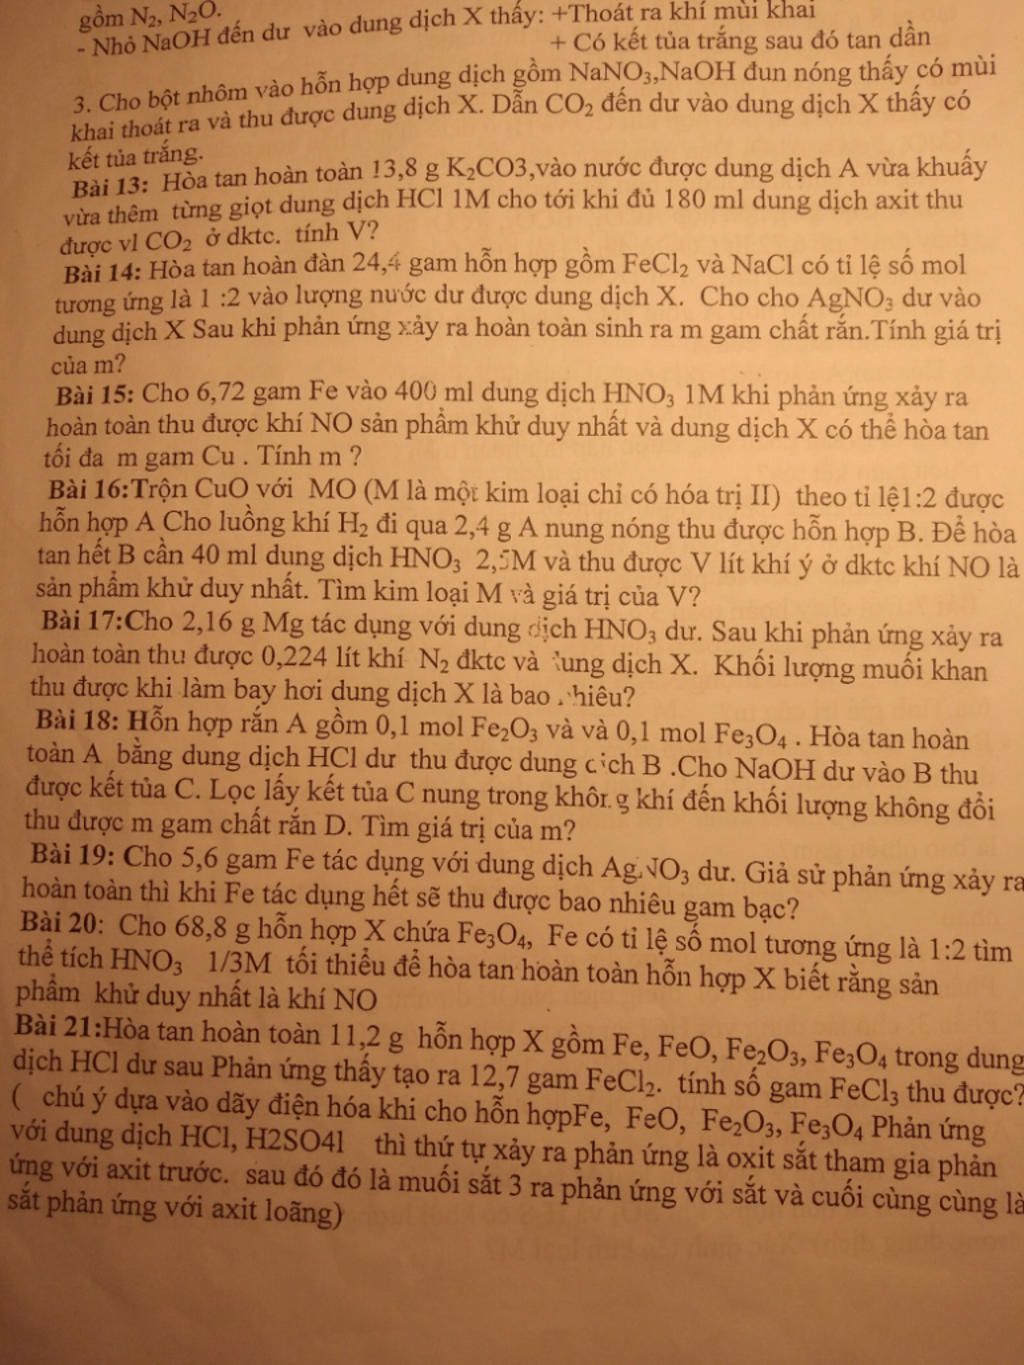 gồm N₂, N₂O.
- Nhỏ NaOH đến dư vào dung dịch X thấy: +Thoát ra khí mùi khai
+ Có kết tủa trắng sau đó tan dần
3. Cho bột nhôm vào hỗn hợp dung dịch gồm NaNO₃,NaOH đun nóng thấy có mùi
khai thoát ra và thu được dung dịch X. Dẫn CO₂ đến dư vào dung dịch X thấy có
kết tủa trắng.
Bài 13: Hòa tan hoàn toàn 13,8 g K₂CO3,vào nước được dung dịch A vừa khuấy
vừa thêm từng giọt dung dịch HCl 1M cho tới khi đủ 180 ml dung dịch axit thu
được vl CO₂ ở dktc. tính V?
Bài 14: Hòa tan hoàn đàn 24,4 gam hỗn hợp gồm FeCl₂ và NaCl có tỉ lệ số mol
tương ứng là 1 :2 vào lượng nước dư được dung dịch X. Cho cho AgNO₃ dư vào
dung dịch X Sau khi phản ứng xảy ra hoàn toàn sinh ra m gam chất rắn.Tính giá trị
của m?
Bài 15: Cho 6,72 gam Fe vào 400 ml dung dịch HNO₃ 1M khi phản ứng xảy ra
hoàn toàn thu được khí NO sản phẩm khử duy nhất và dung dịch X có thể hòa tan
tối đa m gam Cu . Tính m ?
Bài 16:Trộn CuO với MO (M là một kim loại chỉ có hóa trị II) theo tỉ lệ1:2 được
hỗn hợp A Cho luồng khí H₂ đi qua 2,4 g A nung nóng thu được hỗn hợp B. Để hòa
tan hết B cần 40 ml dung dịch HNO₃ 2,5M và thu được V lít khí ý ở dktc khí NO là
sản phẩm khử duy nhất. Tìm kim loại M và giá trị của V?
Bài 17:Cho 2,16 g Mg tác dụng với dung dịch HNO₃ dư. Sau khi phản ứng xảy ra
hoàn toàn thu được 0,224 lít khí N₂ đktc và dung dịch X. Khối lượng muối khan
thu được khi làm bay hơi dung dịch X là bao nhiêu?
Bài 18: Hỗn hợp rắn A gồm 0,1 mol Fe₂O₃ và và 0,1 mol Fe₃O₄ . Hòa tan hoàn
toàn A bằng dung dịch HCl dư thu được dung dịch B .Cho NaOH dư vào B thu
được kết tủa C. Lọc lấy kết tủa C nung trong không khí đến khối lượng không đổi
thu được m gam chất rắn D. Tìm giá trị của m?
Bài 19: Cho 5,6 gam Fe tác dụng với dung dịch AgNO₃ dư. Giả sử phản ứng xảy ra
hoàn toàn thì khi Fe tác dụng hết sẽ thu được bao nhiêu gam bạc?
Bài 20: Cho 68,8 g hỗn hợp X chứa Fe₃O₄, Fe có tỉ lệ số mol tương ứng là 1:2 tìm
thể tích HNO₃ 1/3M tối thiểu để hòa tan hoàn toàn hỗn hợp X biết rằng sản
phẩm khử duy nhất là khí NO
Bài 21:Hòa tan hoàn toàn 11,2 g hỗn hợp X gồm Fe, FeO, Fe₂O₃, Fe₃O₄ trong dung
dịch HCl dư sau Phản ứng thấy tạo ra 12,7 gam FeCl₂. tính số gam FeCl₃ thu được?
( chú ý dựa vào dãy điện hóa khi cho hỗn hợpFe, FeO, Fe₂O₃, Fe₃O₄ Phản ứng
với dung dịch HCl, H2SO4l thì thứ tự xảy ra phản ứng là oxit sắt tham gia phản
ứng với axit trước. sau đó đó là muối sắt 3 ra phản ứng với sắt và cuối cùng cùng là
sắt phản ứng với axit loãng)